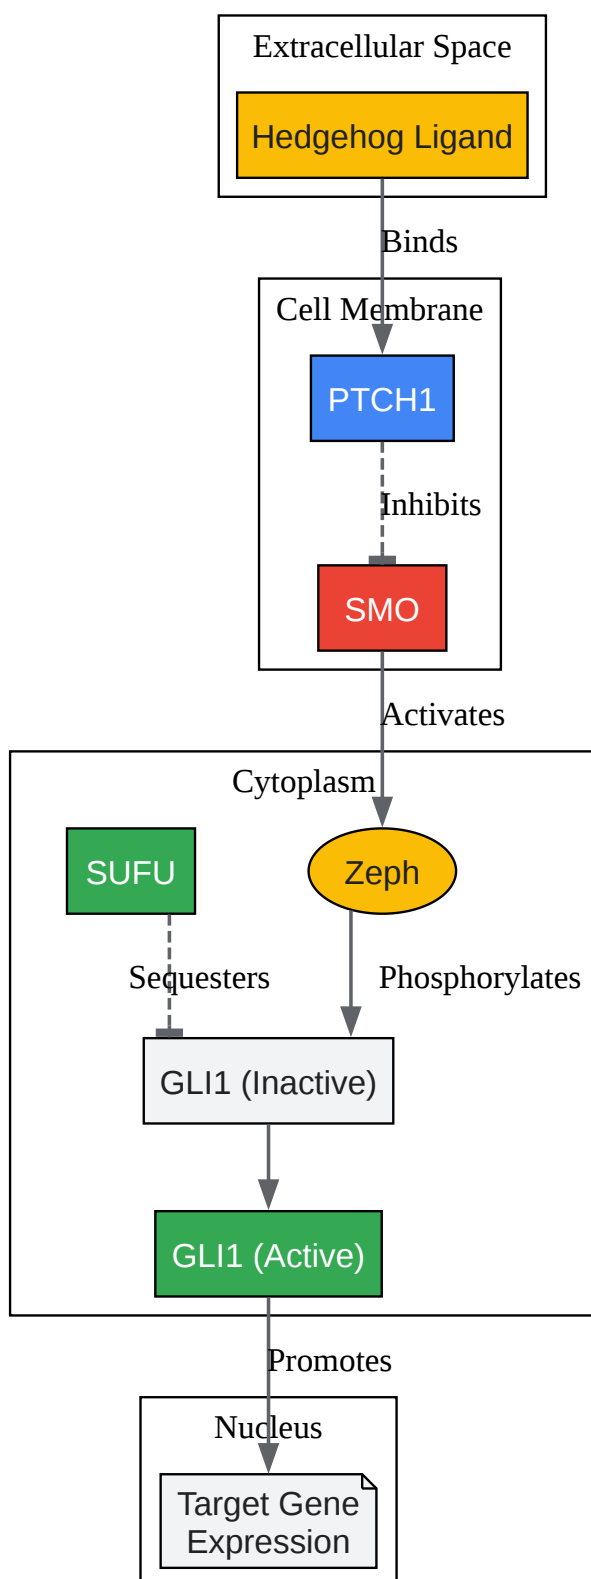 Extracellular Space
Hedgehog Ligand
Binds
Cell Membrane
PTCH1
Inhibits
SMO
Activates
Cytoplasm
SUFU
Zeph
Sequesters
Phosphorylates
GLI1 (Inactive)
GLI1 (Active)
Promotes
Nucleus
Target Gene
Expression